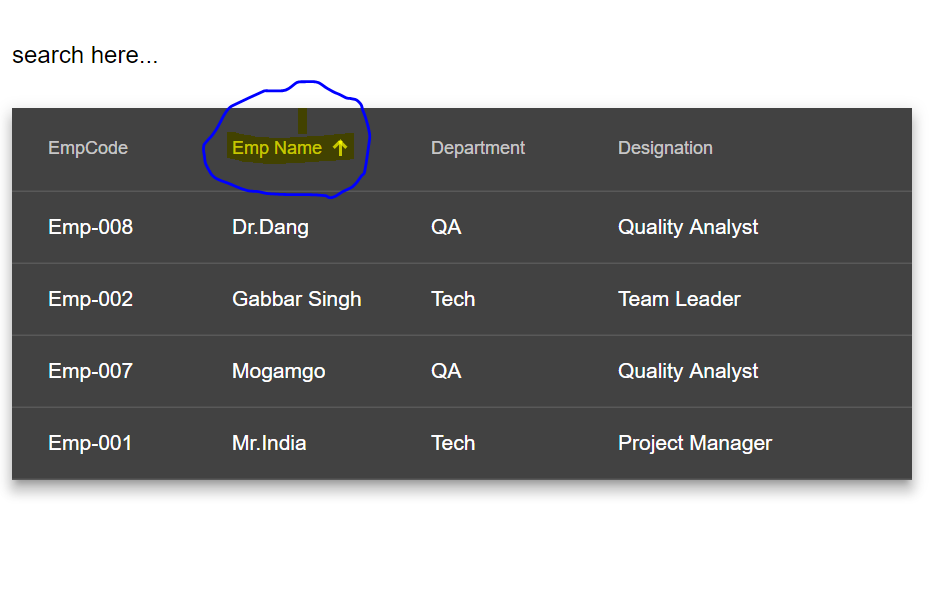 search here...
EmpCode Emp Name ↑ Department Designation
Emp-008 Dr.Dang QA Quality Analyst
Emp-002 Gabbar Singh Tech Team Leader
Emp-007 Mogamgo QA Quality Analyst
Emp-001 Mr.India Tech Project Manager